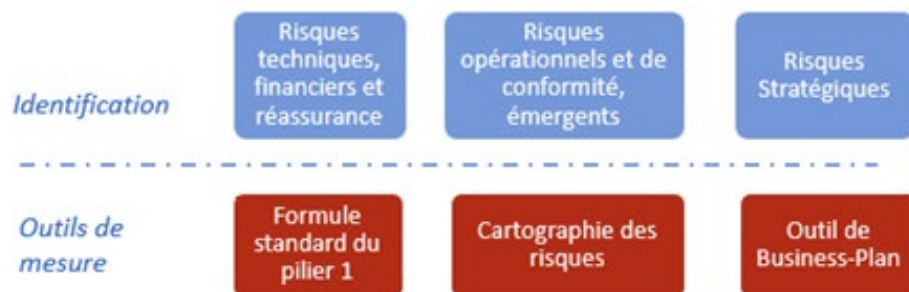 Identification
Risques
techniques,
financiers et
réassurance
Risques
opérationnels et de
conformité,
émergents
Risques
Stratégiques
Outils de
mesure
Formule
standard du
pilier 1
Cartographie des
risques
Outil de
Business-Plan